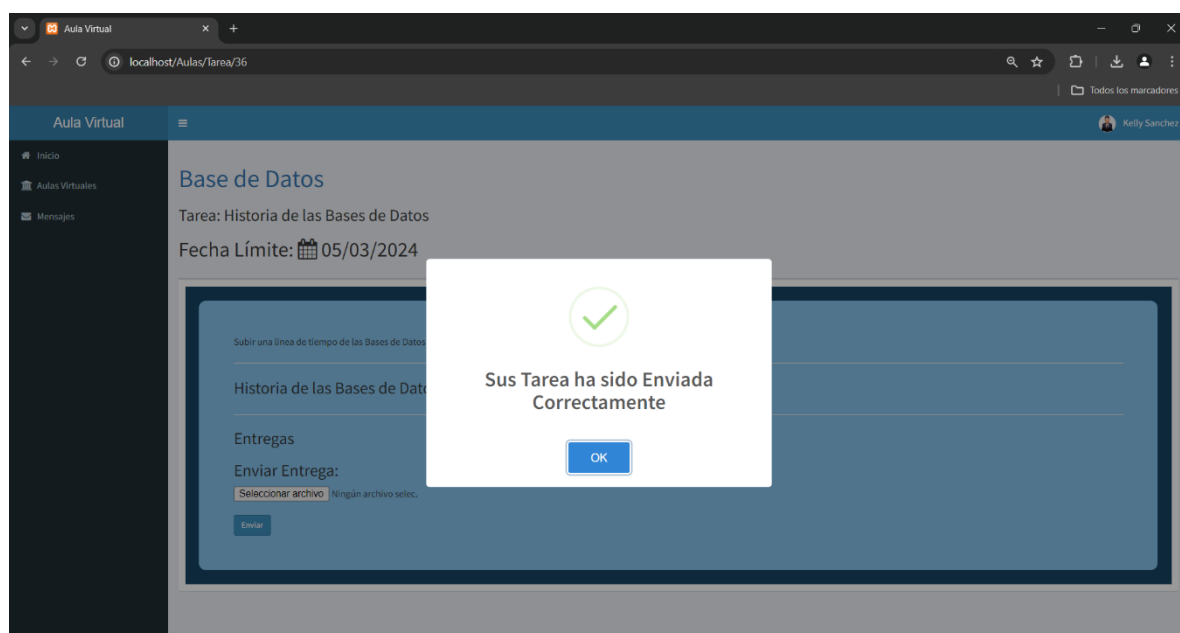 Aula Virtual
localhost/Aulas/Tarea/36
Todos los marcadores
Aula Virtual
Kelly Sanchez
Inicio
Aulas Virtuales
Mensajes
Base de Datos
Tarea: Historia de las Bases de Datos
Fecha Límite: 05/03/2024
Subir una linea de tiempo de las Bases de Datos
Historia de las Bases de Dato
Entregas
Enviar Entrega:
Seleccionar archivo Ningún archivo selec.
Enviar
Sus Tarea ha sido Enviada
Correctamente
OK